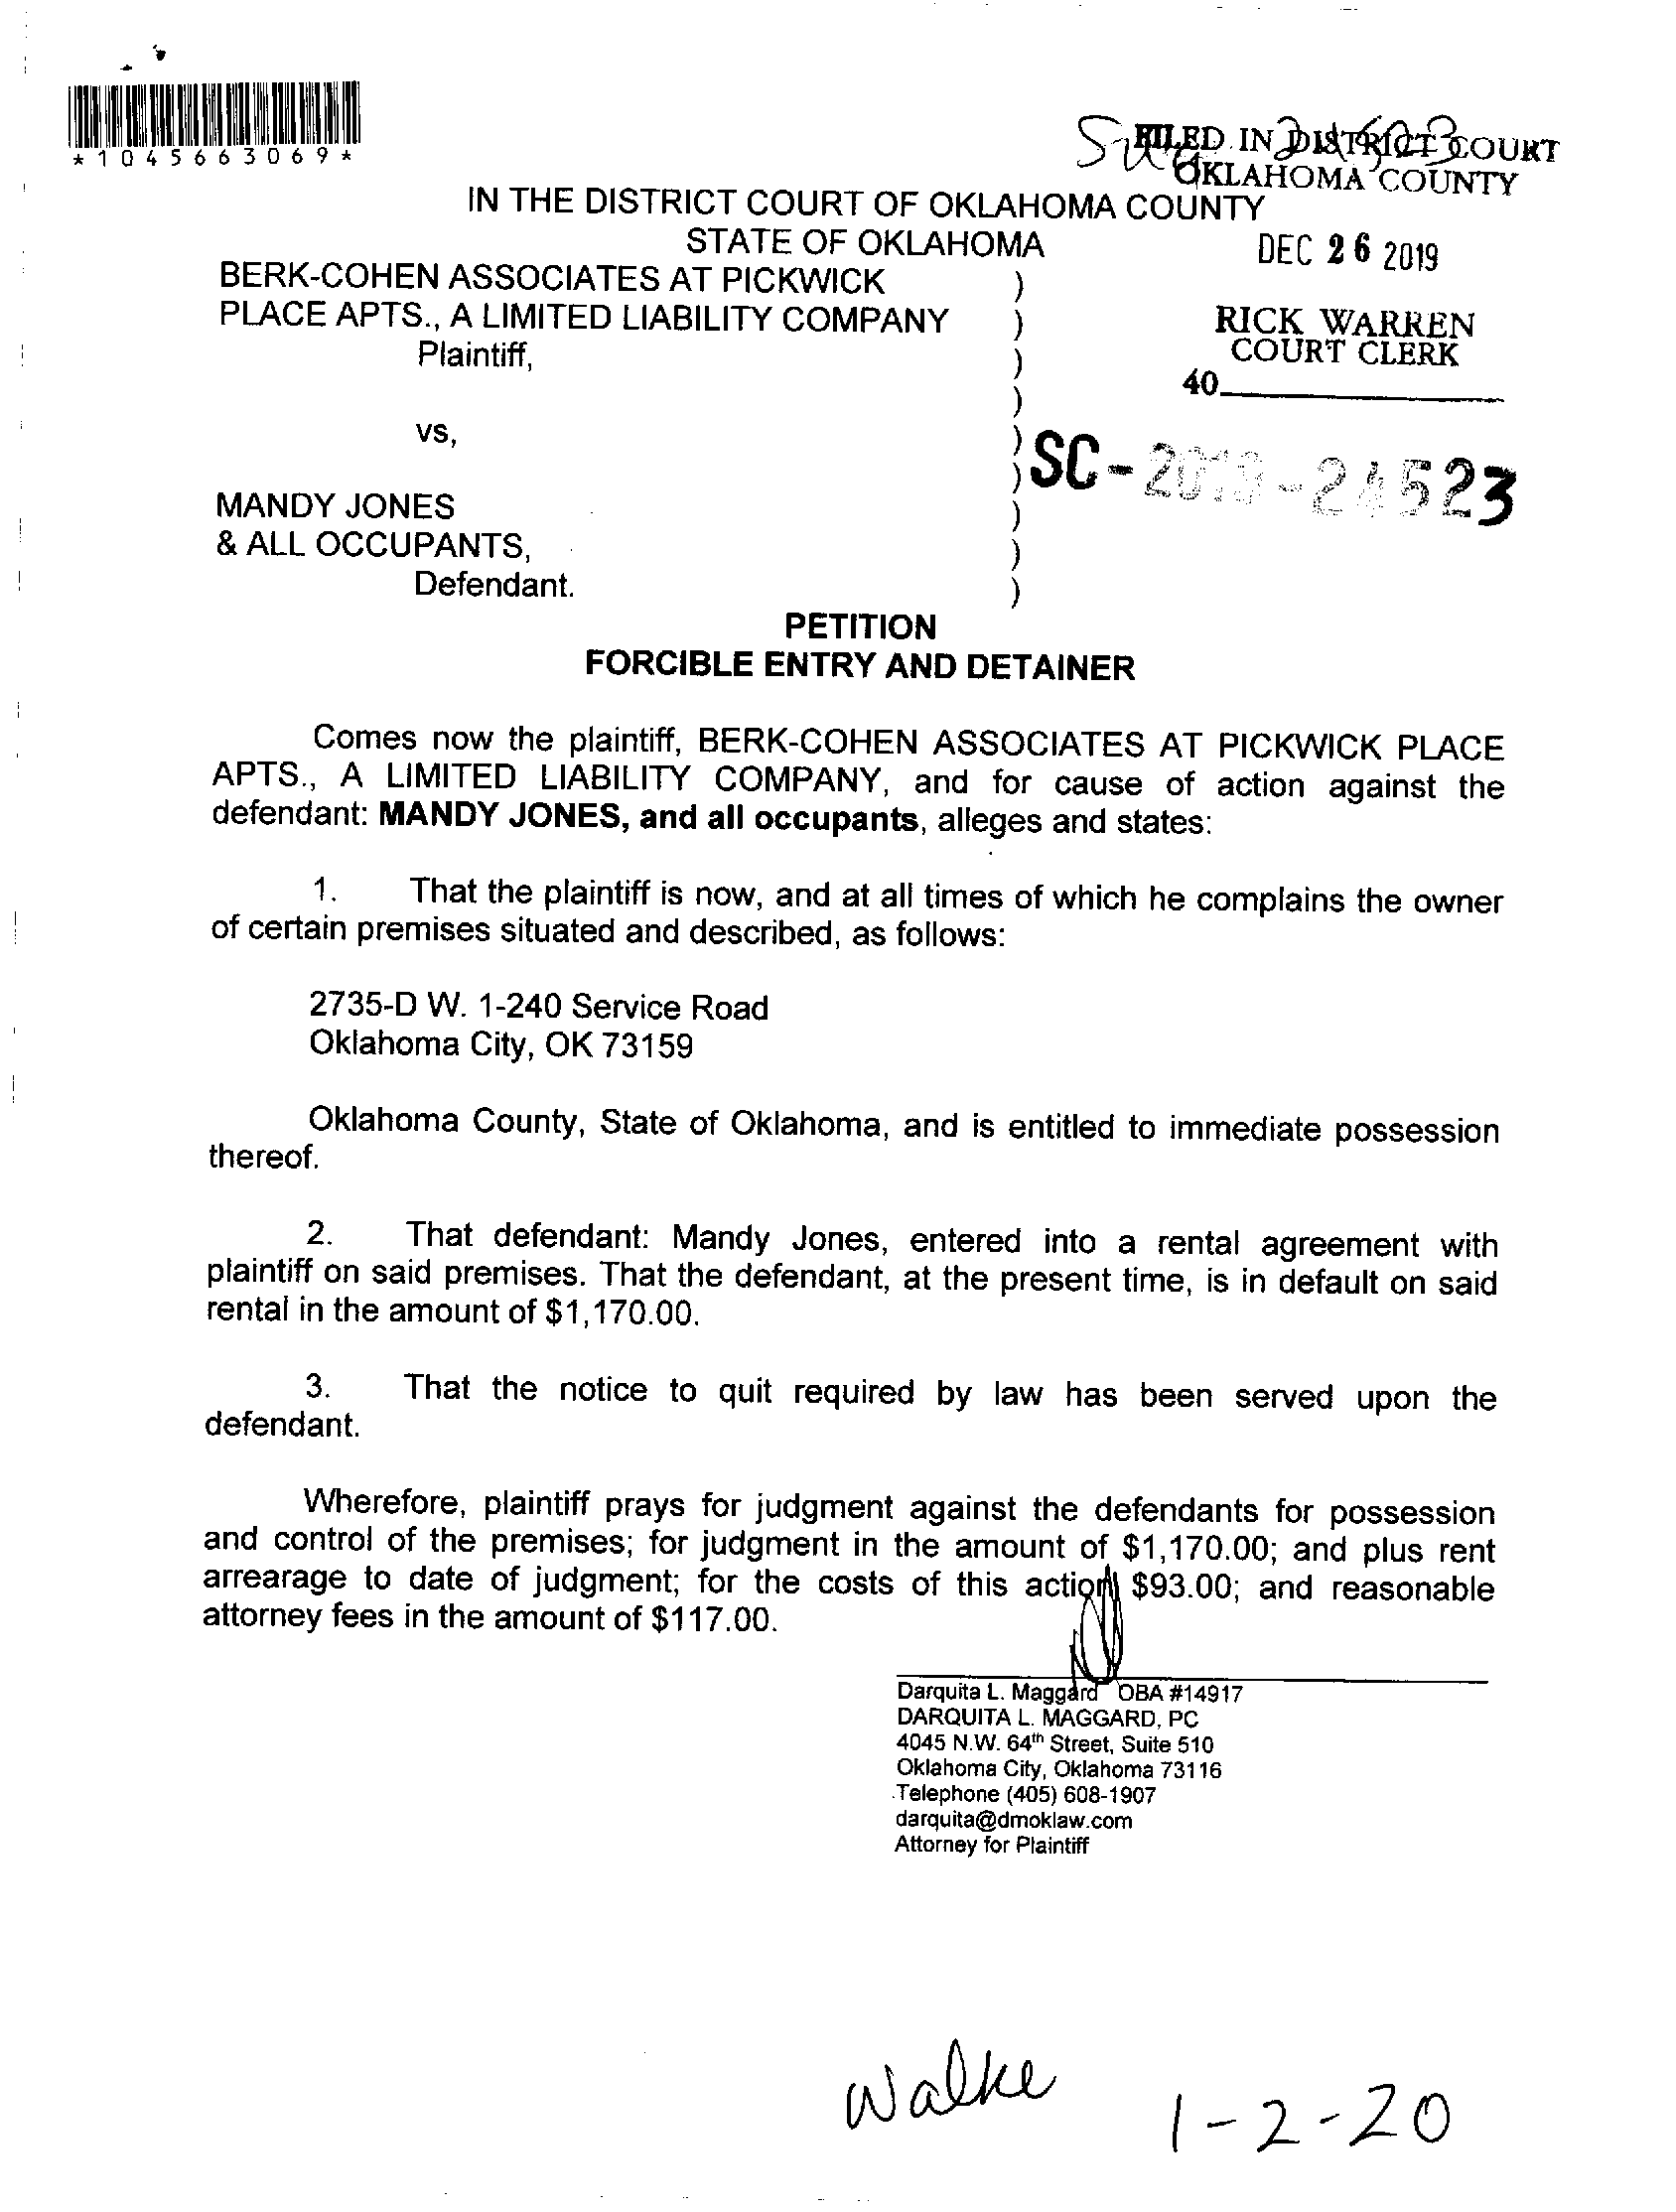 *1045663069*
FILED IN DISTRICT COURT
OKLAHOMA COUNTY
IN THE DISTRICT COURT OF OKLAHOMA COUNTY
STATE OF OKLAHOMA
DEC 26 2019
BERK-COHEN ASSOCIATES AT PICKWICK )
PLACE APTS., A LIMITED LIABILITY COMPANY )
RICK WARREN
COURT CLERK
Plaintiff, )
40
)
vs, )
SC-2019-24523
)
MANDY JONES )
& ALL OCCUPANTS, )
Defendant. )
PETITION
FORCIBLE ENTRY AND DETAINER
Comes now the plaintiff, BERK-COHEN ASSOCIATES AT PICKWICK PLACE
APTS., A LIMITED LIABILITY COMPANY, and for cause of action against the
defendant: MANDY JONES, and all occupants, alleges and states:
1. That the plaintiff is now, and at all times of which he complains the owner
of certain premises situated and described, as follows:
2735-D W. 1-240 Service Road
Oklahoma City, OK 73159
Oklahoma County, State of Oklahoma, and is entitled to immediate possession
thereof.
2. That defendant: Mandy Jones, entered into a rental agreement with
plaintiff on said premises. That the defendant, at the present time, is in default on said
rental in the amount of $1,170.00.
3. That the notice to quit required by law has been served upon the
defendant.
Wherefore, plaintiff prays for judgment against the defendants for possession
and control of the premises; for judgment in the amount of $1,170.00; and plus rent
arrearage to date of judgment; for the costs of this action $93.00; and reasonable
attorney fees in the amount of $117.00.
Darquita L. Maggard OBA #14917
DARQUITA L. MAGGARD, PC
4045 N.W. 64th Street, Suite 510
Oklahoma City, Oklahoma 73116
Telephone (405) 608-1907
darquita@dmoklaw.com
Attorney for Plaintiff
Walke
1-2-20